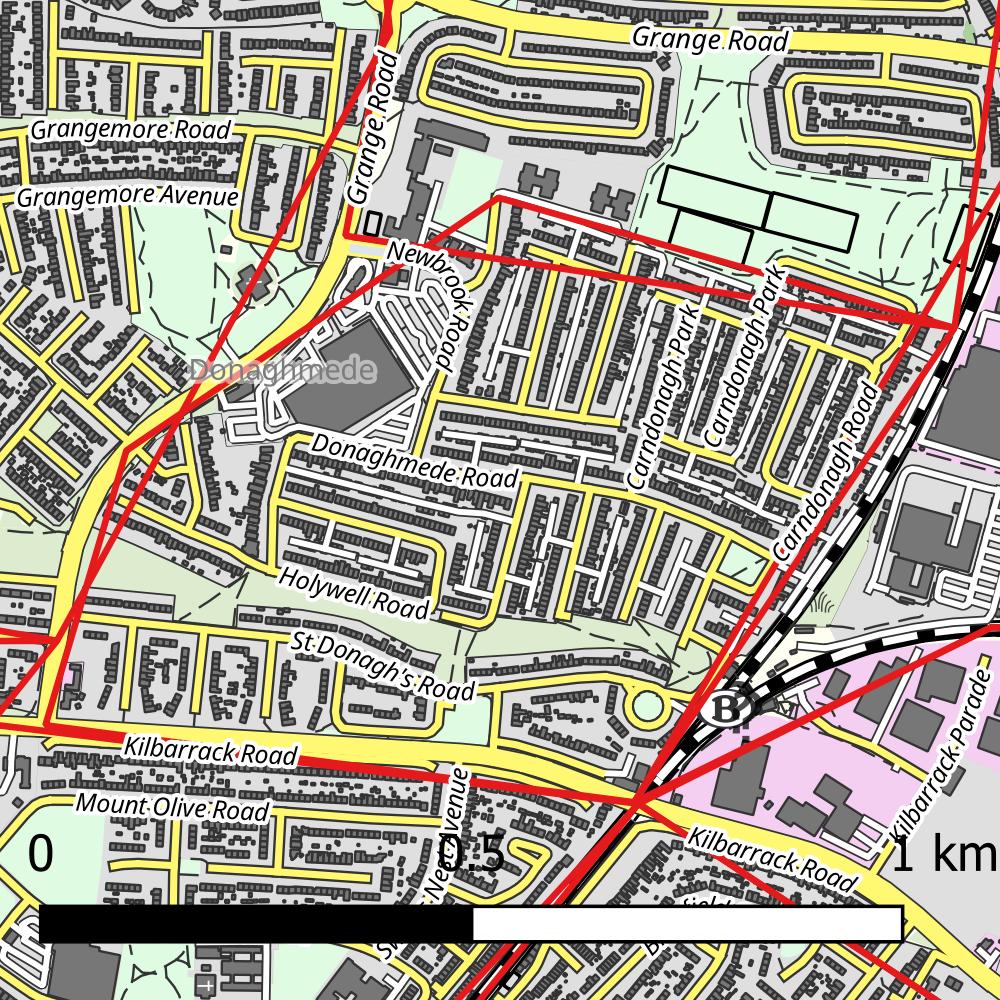 Grange Road
Grange Road
Grangemore Road
Grangemore Avenue
Newbrook Road
Carndonagh Park
Carndonagh Park
Donaghmede
Carndonagh Road
Donaghmede Road
Holywell Road
St Donagh's Road
B
Kilbarrack Road
Kilbarrack Parade
Mount Olive Road
Avenue
Kilbarrack Road
0
0.5
1 km